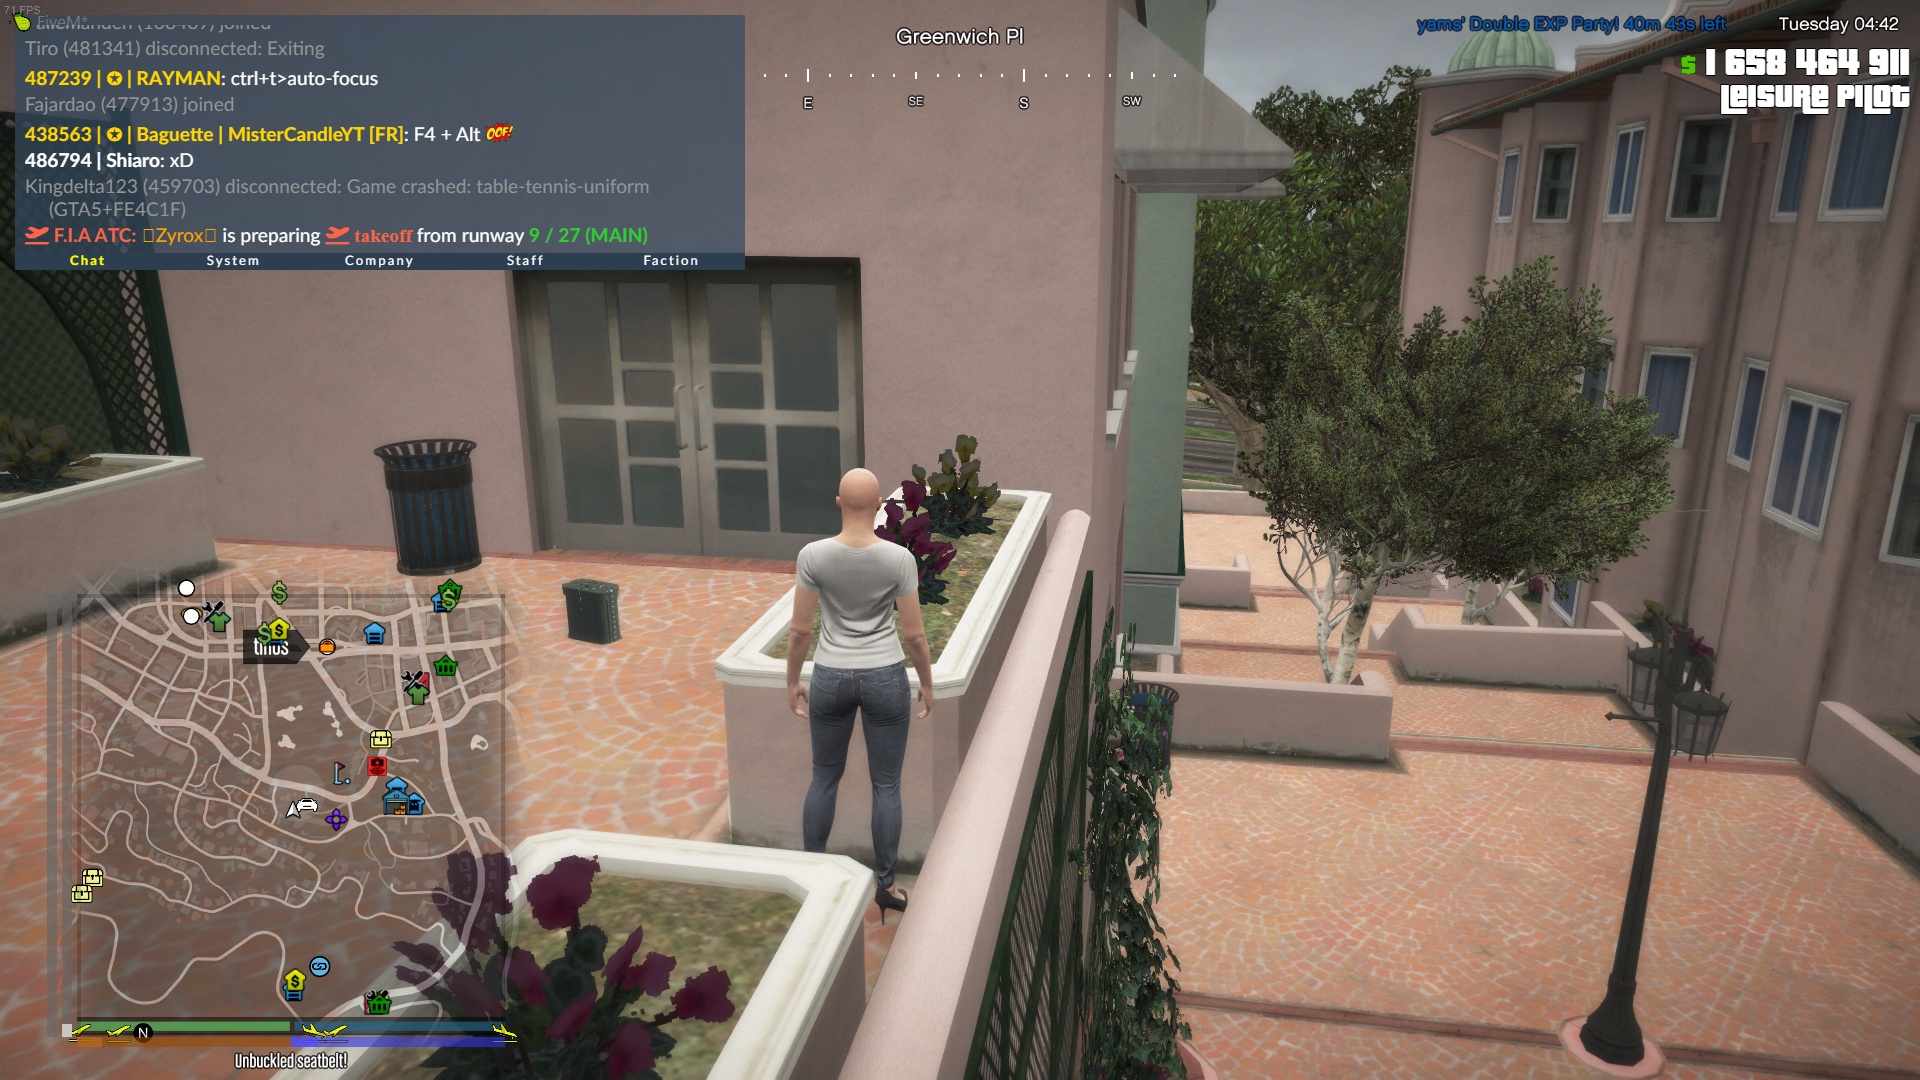 71 FPS
FiveM*
Tiro (481341) disconnected: Exiting
487239 | ✪ | RAYMAN: ctrl+t>auto-focus
Fajardao (477913) joined
438563 | ✪ | Baguette | MisterCandleYT [FR]: F4 + Alt OOF!
486794 | Shiaro: xD
Kingdelta123 (459703) disconnected: Game crashed: table-tennis-uniform
(GTA5+FE4C1F)
F.I.A ATC: Zyrox is preparing takeoff from runway 9 / 27 (MAIN)
Chat System Company Staff Faction
Greenwich Pl
E SE S SW
yams' Double EXP Party! 40m 43s left
Tuesday 04:42
$ 1 658 464 911
LEISURE PILOT
N
Unbuckled seatbelt!